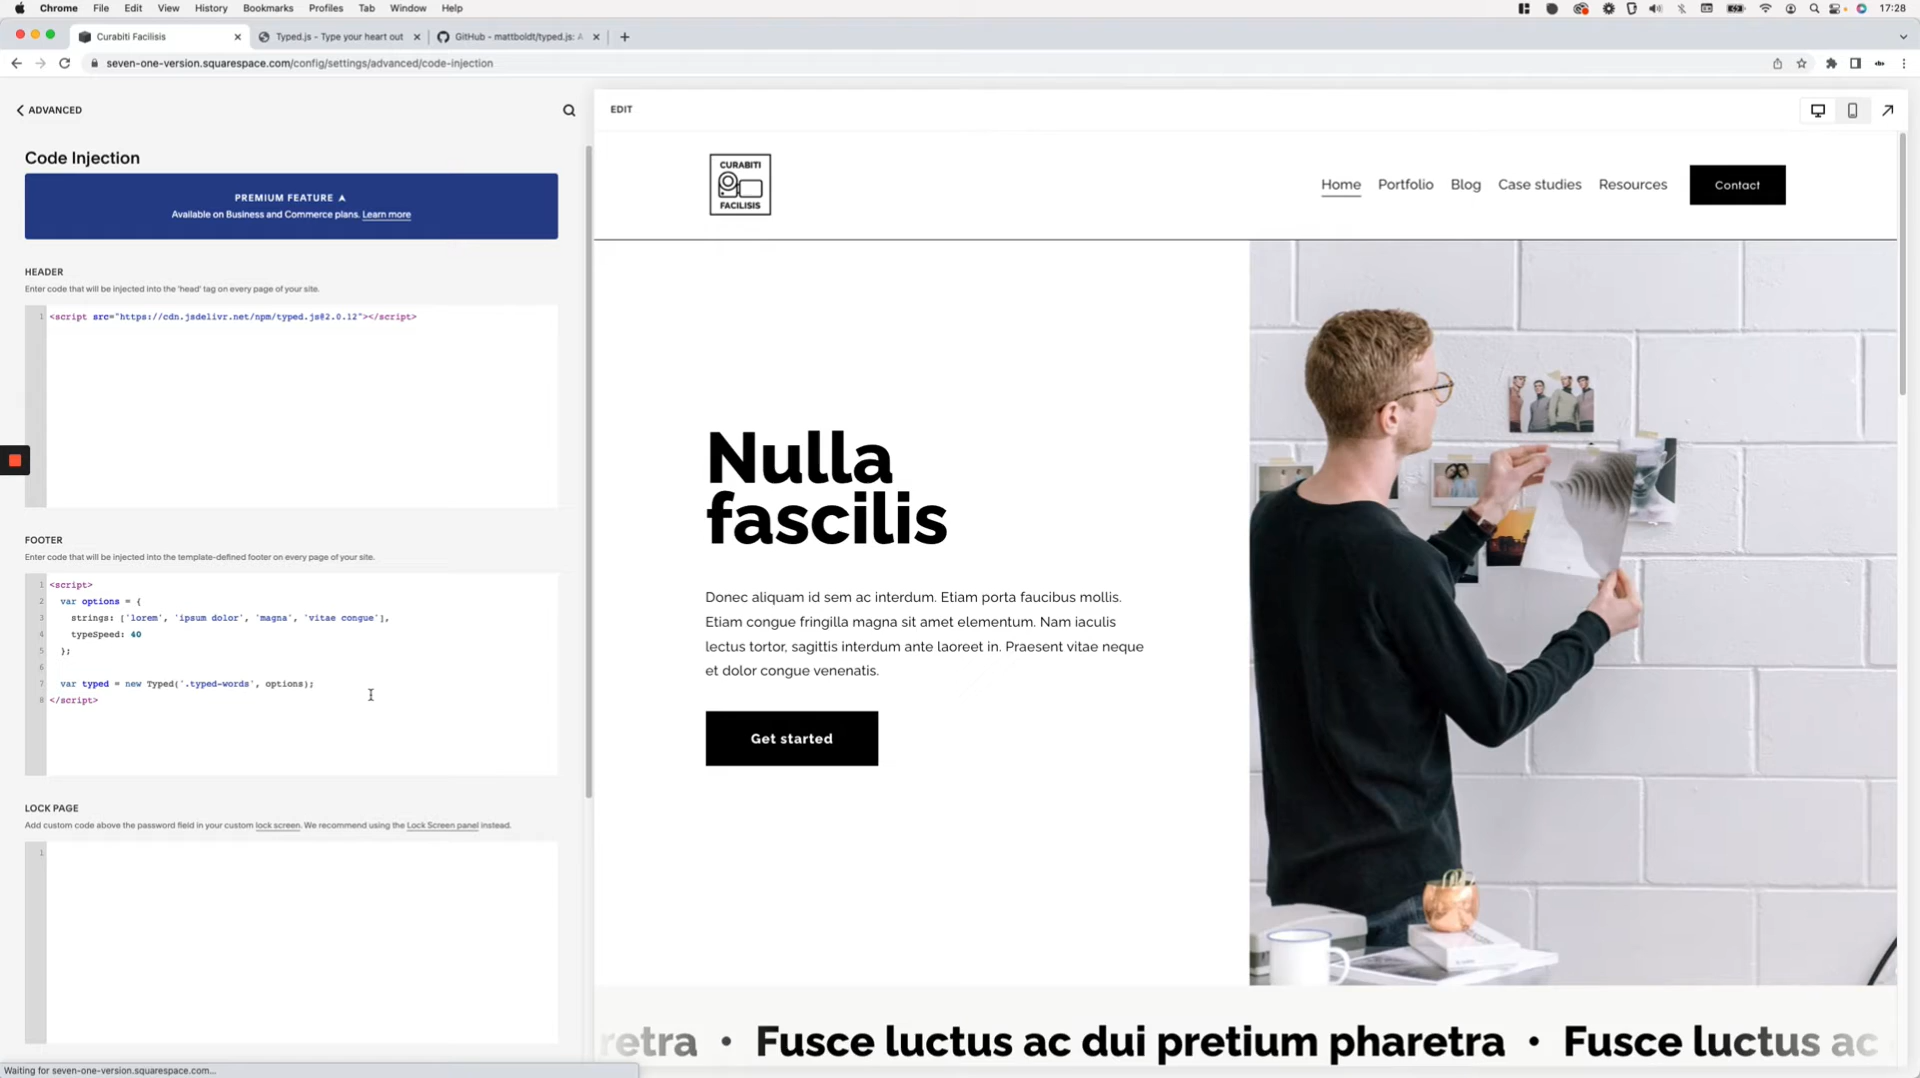 Chrome File Edit View History Bookmarks Profiles Tab Window Help 17:28
Curabiti Facilisis
Typed.js - Type your heart out
GitHub - mattboldt/typed.js: A
seven-one-version.squarespace.com/config/settings/advanced/code-injection
ADVANCED
Code Injection
PREMIUM FEATURE
Available on Business and Commerce plans. Learn more
HEADER
Enter code that will be injected into the 'head' tag on every page of your site.
1 <script src="https://cdn.jsdelivr.net/npm/typed.js@2.0.12"></script>
FOOTER
Enter code that will be injected into the template-defined footer on every page of your site.
1 <script>
2 var options = {
3 strings: ['lorem', 'ipsum dolor', 'magna', 'vitae congue'],
4 typeSpeed: 40
5 };
6
7 var typed = new Typed('.typed-words', options);
8 </script>
LOCK PAGE
Add custom code above the password field in your custom lock screen. We recommend using the Lock Screen panel instead.
1
Waiting for seven-one-version.squarespace.com...
EDIT
CURABITI
FACILISIS
Home Portfolio Blog Case studies Resources Contact
Nulla
fascilis
Donec aliquam id sem ac interdum. Etiam porta faucibus mollis.
Etiam congue fringilla magna sit amet elementum. Nam iaculis
lectus tortor, sagittis interdum ante laoreet in. Praesent vitae neque
et dolor congue venenatis.
Get started
retra • Fusce luctus ac dui pretium pharetra • Fusce luctus ac